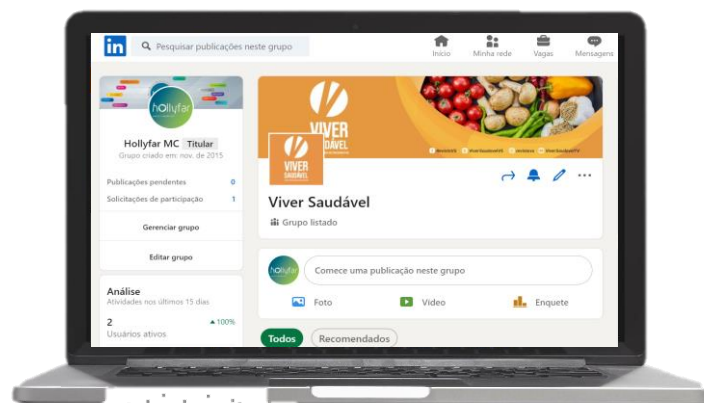 in
Pesquisar publicações neste grupo
Início
Minha rede
Vagas
Mensagens
hollyfar
Hollyfar MC Titular
Grupo criado em: nov. de 2015
Publicações pendentes 0
Solicitações de participação 1
Gerenciar grupo
Editar grupo
Análise
Atividades nos últimos 15 dias
2 ▲100%
Usuários ativos
VIVER
VIVER
SAUDÁVEL
Viver Saudável
Grupo listado
hollyfar
Comece uma publicação neste grupo
Foto
Vídeo
Enquete
Todos
Recomendados